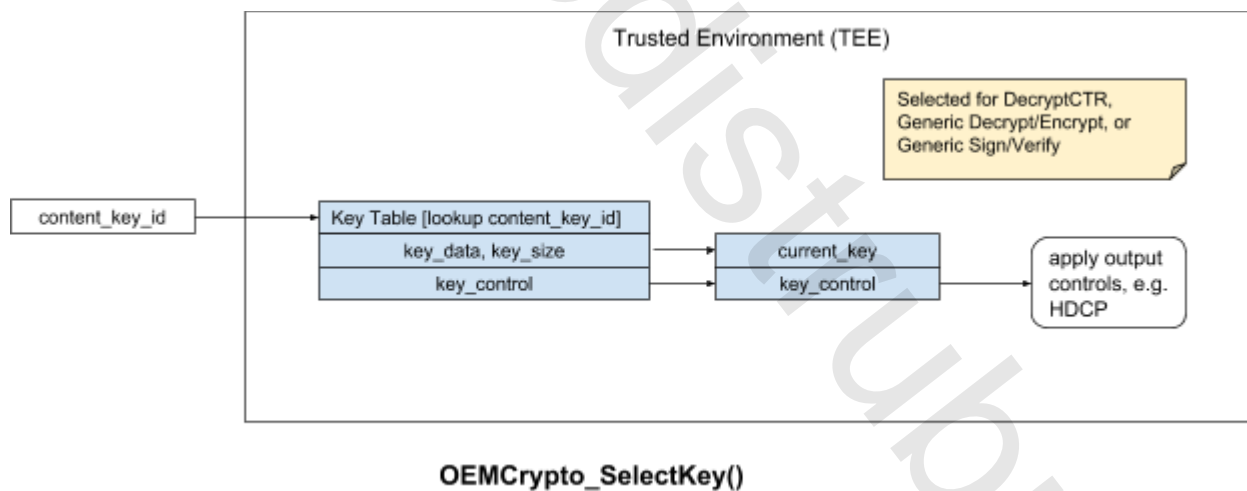 Trusted Environment (TEE)
Selected for DecryptCTR,
Generic Decrypt/Encrypt, or
Generic Sign/Verify
content_key_id
Key Table [lookup content_key_id]
key_data, key_size
current_key
key_control
key_control
apply output
controls, e.g.
HDCP
OEMCrypto_SelectKey()